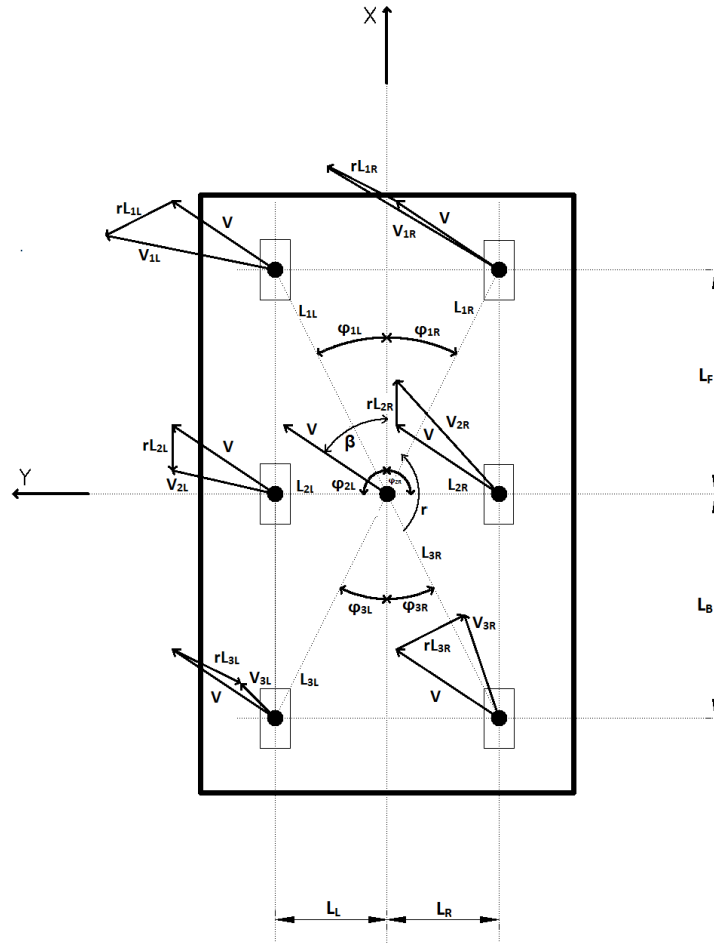 X
rL1R
rL1L
V
V
V1R
V1L
L1L
L1R
φ1L
φ1R
LF
rL2R
V2R
V
rL2L
V
V
β
V2L
Y
L2l
φ2L
φ2R
L2R
r
L3R
φ3L
φ3R
LB
V3R
rL3R
rL3L
V3L
V
L3L
V
LL
LR